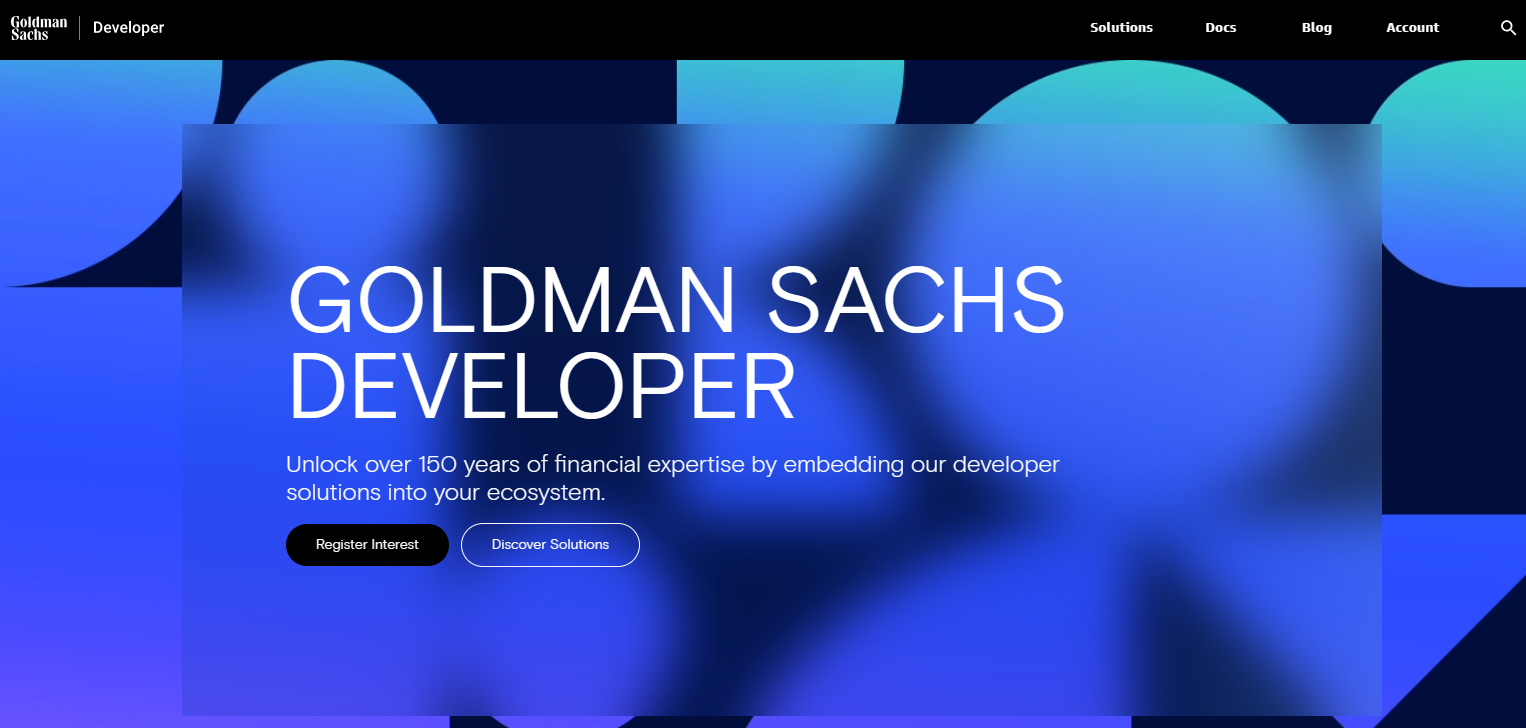 Goldman
Sachs
Developer
Solutions
Docs
Blog
Account
GOLDMAN SACHS
DEVELOPER
Unlock over 150 years of financial expertise by embedding our developer
solutions into your ecosystem.
Register Interest
Discover Solutions